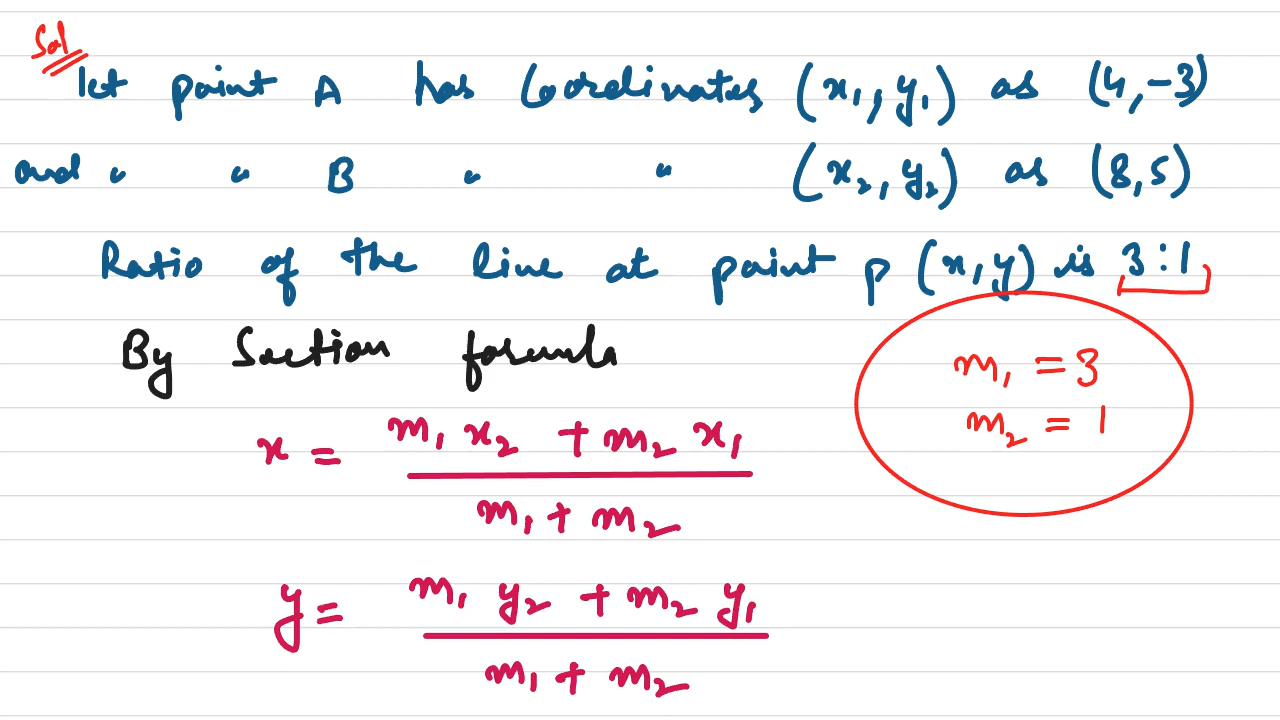 Sol
let point A has Coordinates (x₁, y₁) as (4, -3)
and " " B " " (x₂, y₂) as (8, 5)
Ratio of the line at point P (x, y) is 3 : 1
By Section formula
m₁ = 3
m₂ = 1
x = m₁ x₂ + m₂ x₁
m₁ + m₂
y = m₁ y₂ + m₂ y₁
m₁ + m₂